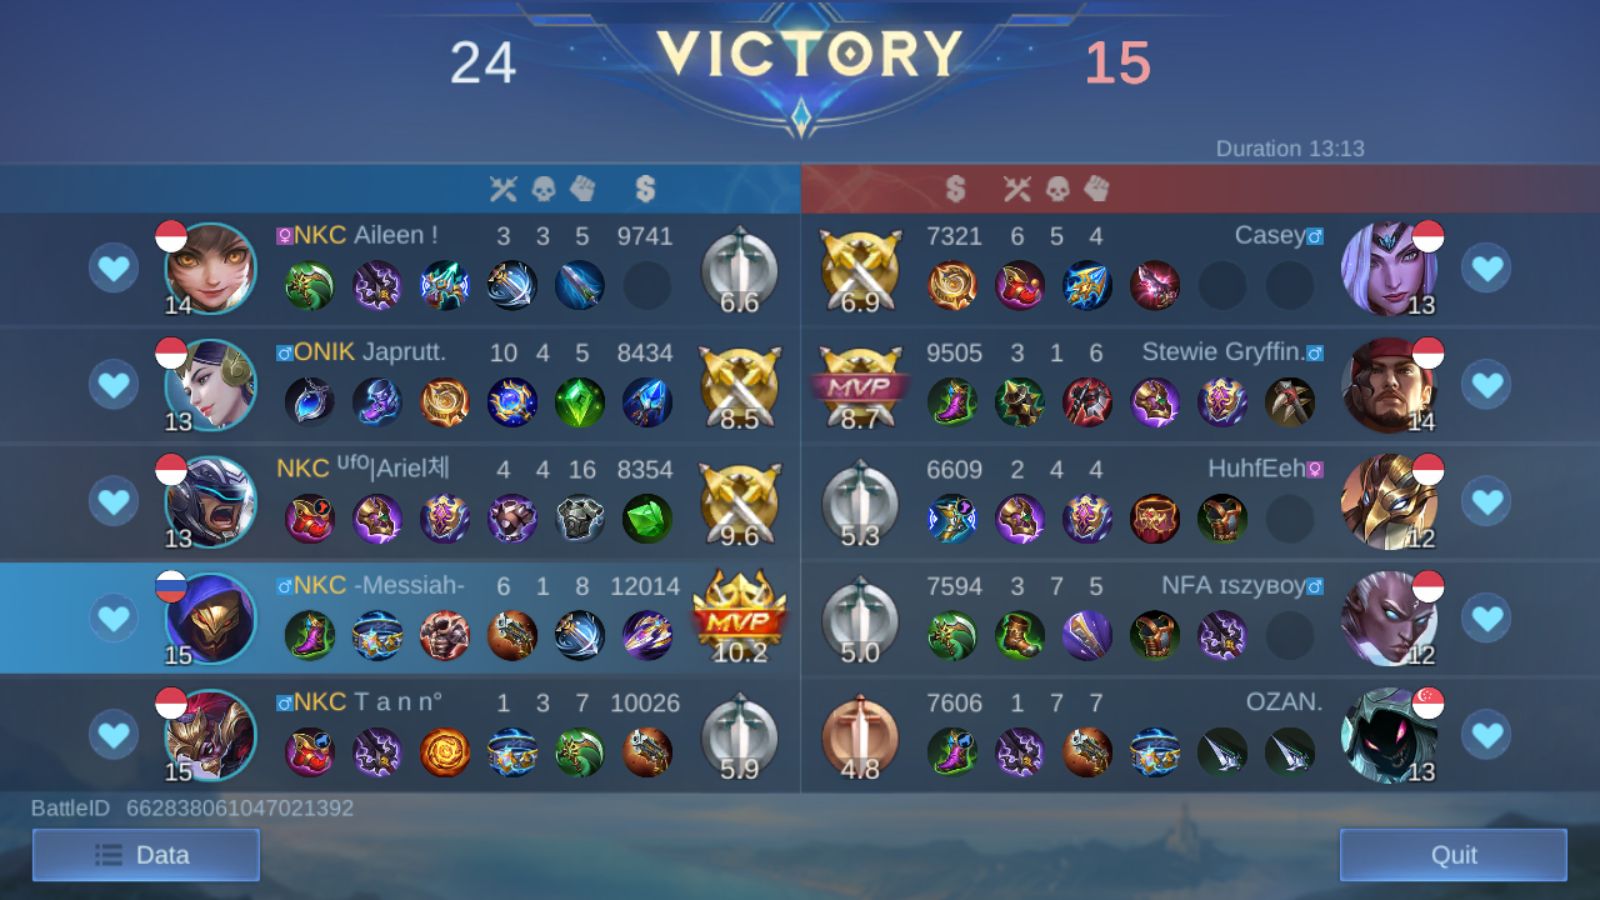 24 VICTORY 15
Duration 13:13
NKC Aileen ! 3 3 5 9741 6.6
14
6.9 7321 6 5 4 Casey
13
ONIK Japrutt. 10 4 5 8434 8.5
13
MVP 8.7 9505 3 1 6 Stewie Gryffin.
14
NKC ᵁᶠᴼ|Ariel체 4 4 16 8354 9.6
13
5.3 6609 2 4 4 HuhfEeh
12
NKC -Messiah- 6 1 8 12014 MVP 10.2
15
5.0 7594 3 7 5 NFA ɪszʏʙoy
12
NKC T a n n° 1 3 7 10026 5.9
15
4.8 7606 1 7 7 OZAN.
13
BattleID 662838061047021392
Data
Quit